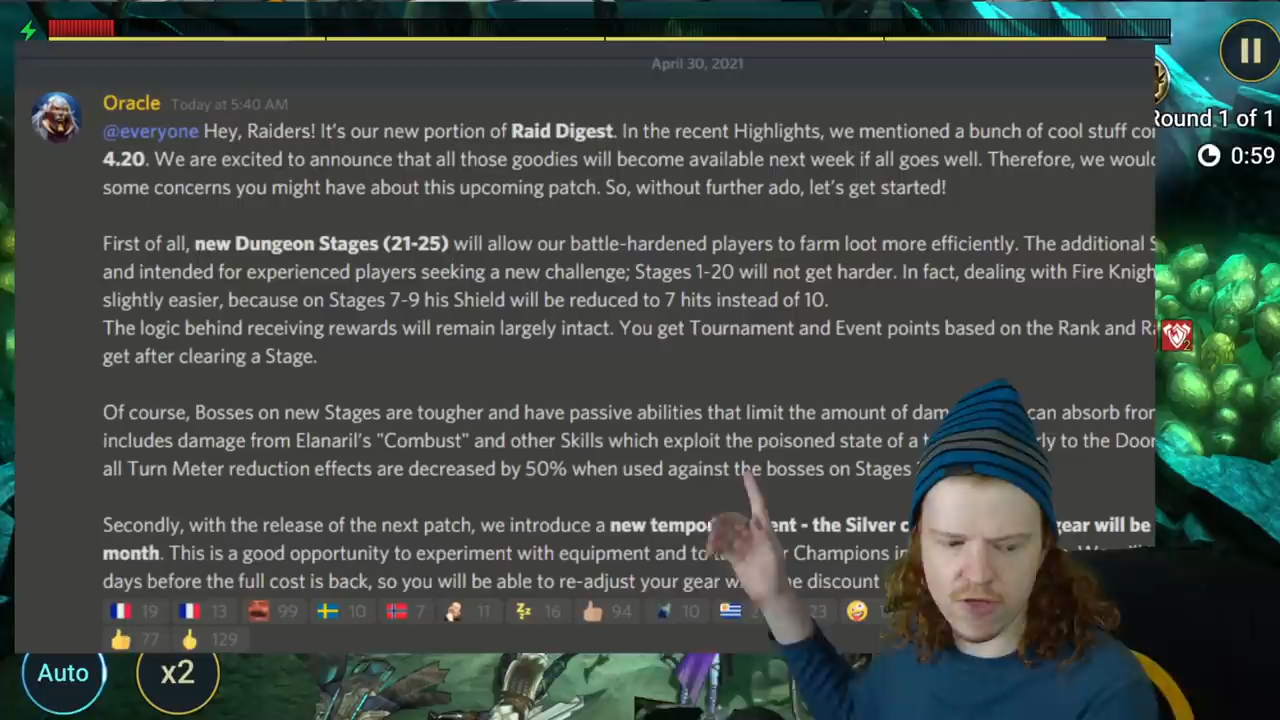 April 30, 2021
Oracle Today at 5:40 AM
@everyone Hey, Raiders! It's our new portion of Raid Digest. In the recent Highlights, we mentioned a bunch of cool stuff
Round 1 of 1
4.20. We are excited to announce that all those goodies will become available next week if all goes well. Therefore, we
0:59
some concerns you might have about this upcoming patch. So, without further ado, let's get started!
First of all, new Dungeon Stages (21-25) will allow our battle-hardened players to farm loot more efficiently. The additional
and intended for experienced players seeking a new challenge; Stages 1-20 will not get harder. In fact, dealing with Fire
slightly easier, because on Stages 7-9 his Shield will be reduced to 7 hits instead of 10.
The logic behind receiving rewards will remain largely intact. You get Tournament and Event points based on the Rank and
2
get after clearing a Stage.
Of course, Bosses on new Stages are tougher and have passive abilities that limit the amount of can absorb
includes damage from Elanaril's "Combust" and other Skills which exploit the poisoned state of a to the
all Turn Meter reduction effects are decreased by 50% when used against the bosses on Stages
Secondly, with the release of the next patch, we introduce a new - the Silver gear will be
month. This is a good opportunity to experiment with equipment and to Champions
days before the full cost is back, so you will be able to re-adjust your gear discount
19 13 99 10 7 11 16 94 10 23
77 129
Auto
x2